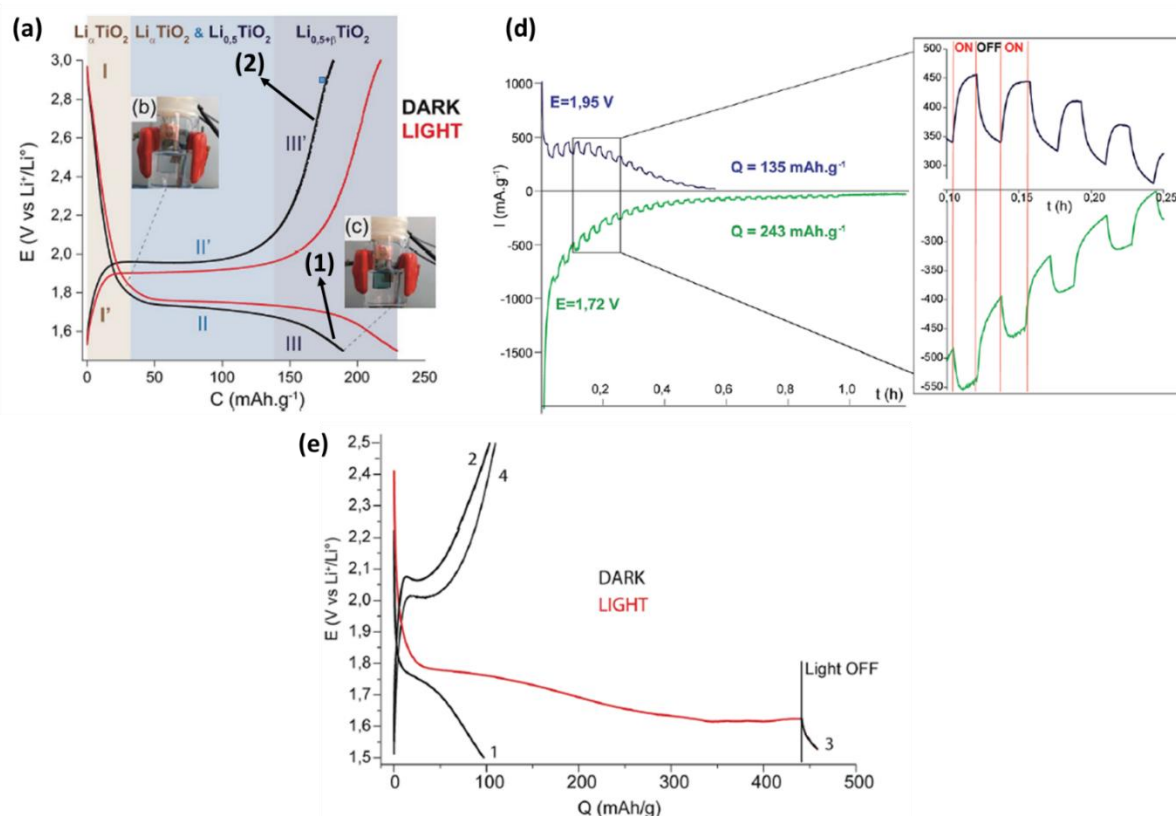 (a)
LiαTiO2 LiαTiO2 & Li0,5TiO2 Li0,5+βTiO2
(2)
I
(b)
III'
DARK
LIGHT
II'
(1)
(c)
I'
II
III
3,0
2,8
2,6
2,4
2,2
2,0
1,8
1,6
E (V vs Li+/Li°)
0 50 100 150 200 250
C (mAh.g-1)
(d)
1000
500
0
-500
-1000
-1500
I (mA.g-1)
E=1,95 V
Q = 135 mAh.g-1
Q = 243 mAh.g-1
E=1,72 V
0,2 0,4 0,6 0,8 1,0 t (h)
ON OFF ON
500
450
400
350
300
0,10 0,15 0,20 0,25
t (h)
-300
-350
-400
-450
-500
-550
(e)
2,5
2,4
2,3
2,2
2,1
2,0
1,9
1,8
1,7
1,6
1,5
E (V vs Li+/Li°)
2
4
DARK
LIGHT
Light OFF
1
3
0 100 200 300 400 500
Q (mAh/g)